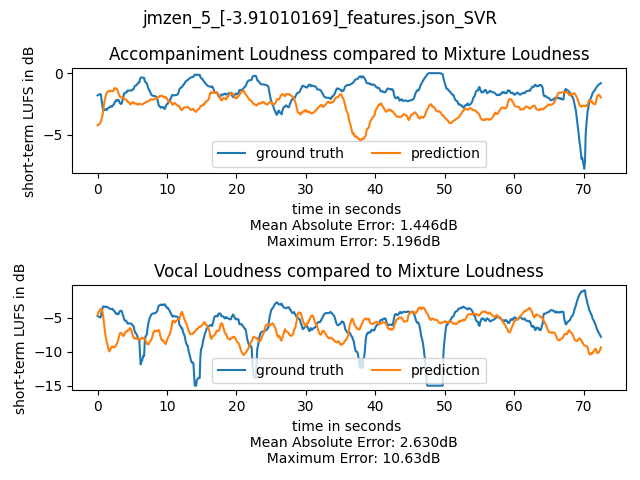 jmzen_5_[-3.91010169]_features.json_SVR
Accompaniment Loudness compared to Mixture Loudness
short-term LUFS in dB
0
−5
ground truth
prediction
0 10 20 30 40 50 60 70
time in seconds
Mean Absolute Error: 1.446dB
Maximum Error: 5.196dB
Vocal Loudness compared to Mixture Loudness
short-term LUFS in dB
−5
−10
−15
ground truth
prediction
0 10 20 30 40 50 60 70
time in seconds
Mean Absolute Error: 2.630dB
Maximum Error: 10.63dB